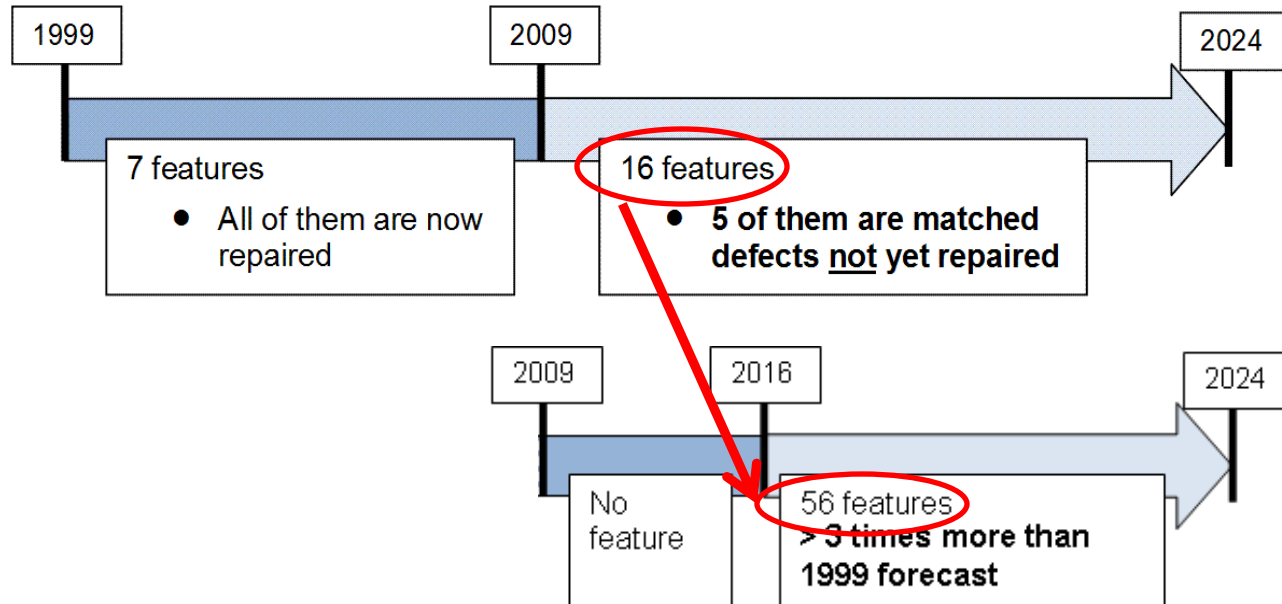 1999
2009
2024
7 features
● All of them are now
repaired
16 features
● 5 of them are matched
defects not yet repaired
2009
2016
2024
No
feature
56 features
> 3 times more than
1999 forecast